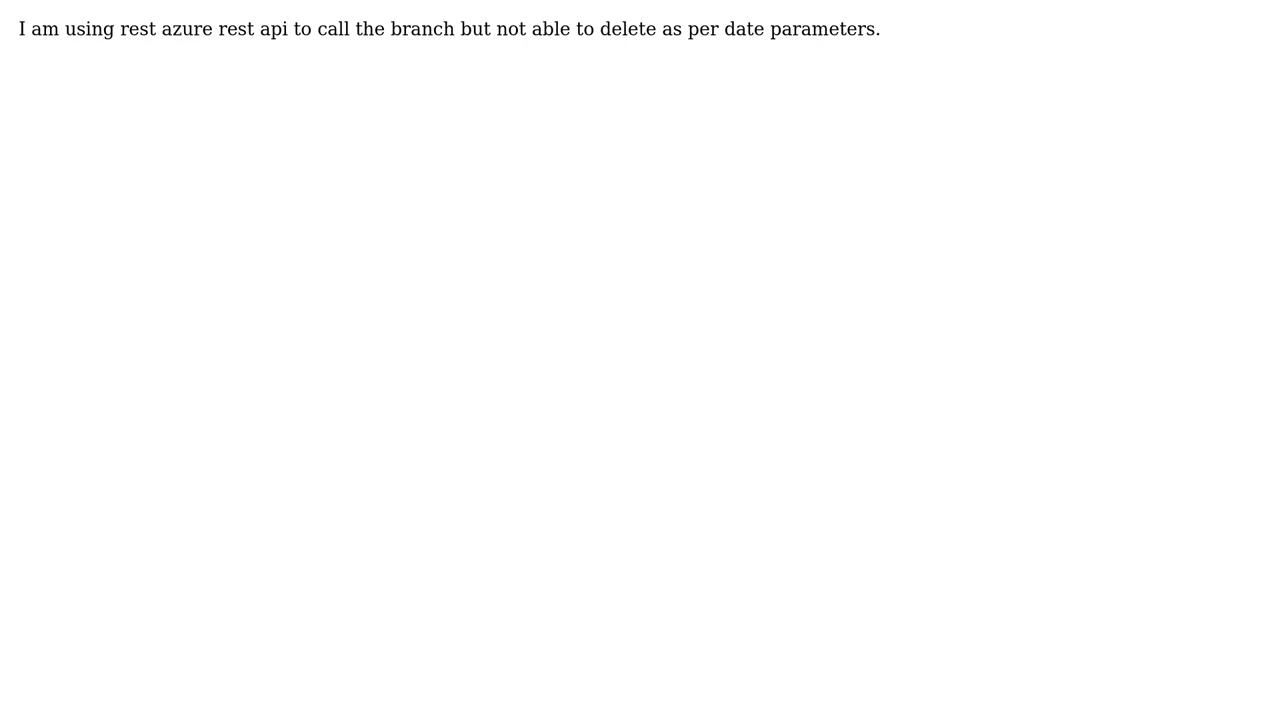 I am using rest azure rest api to call the branch but not able to delete as per date parameters.